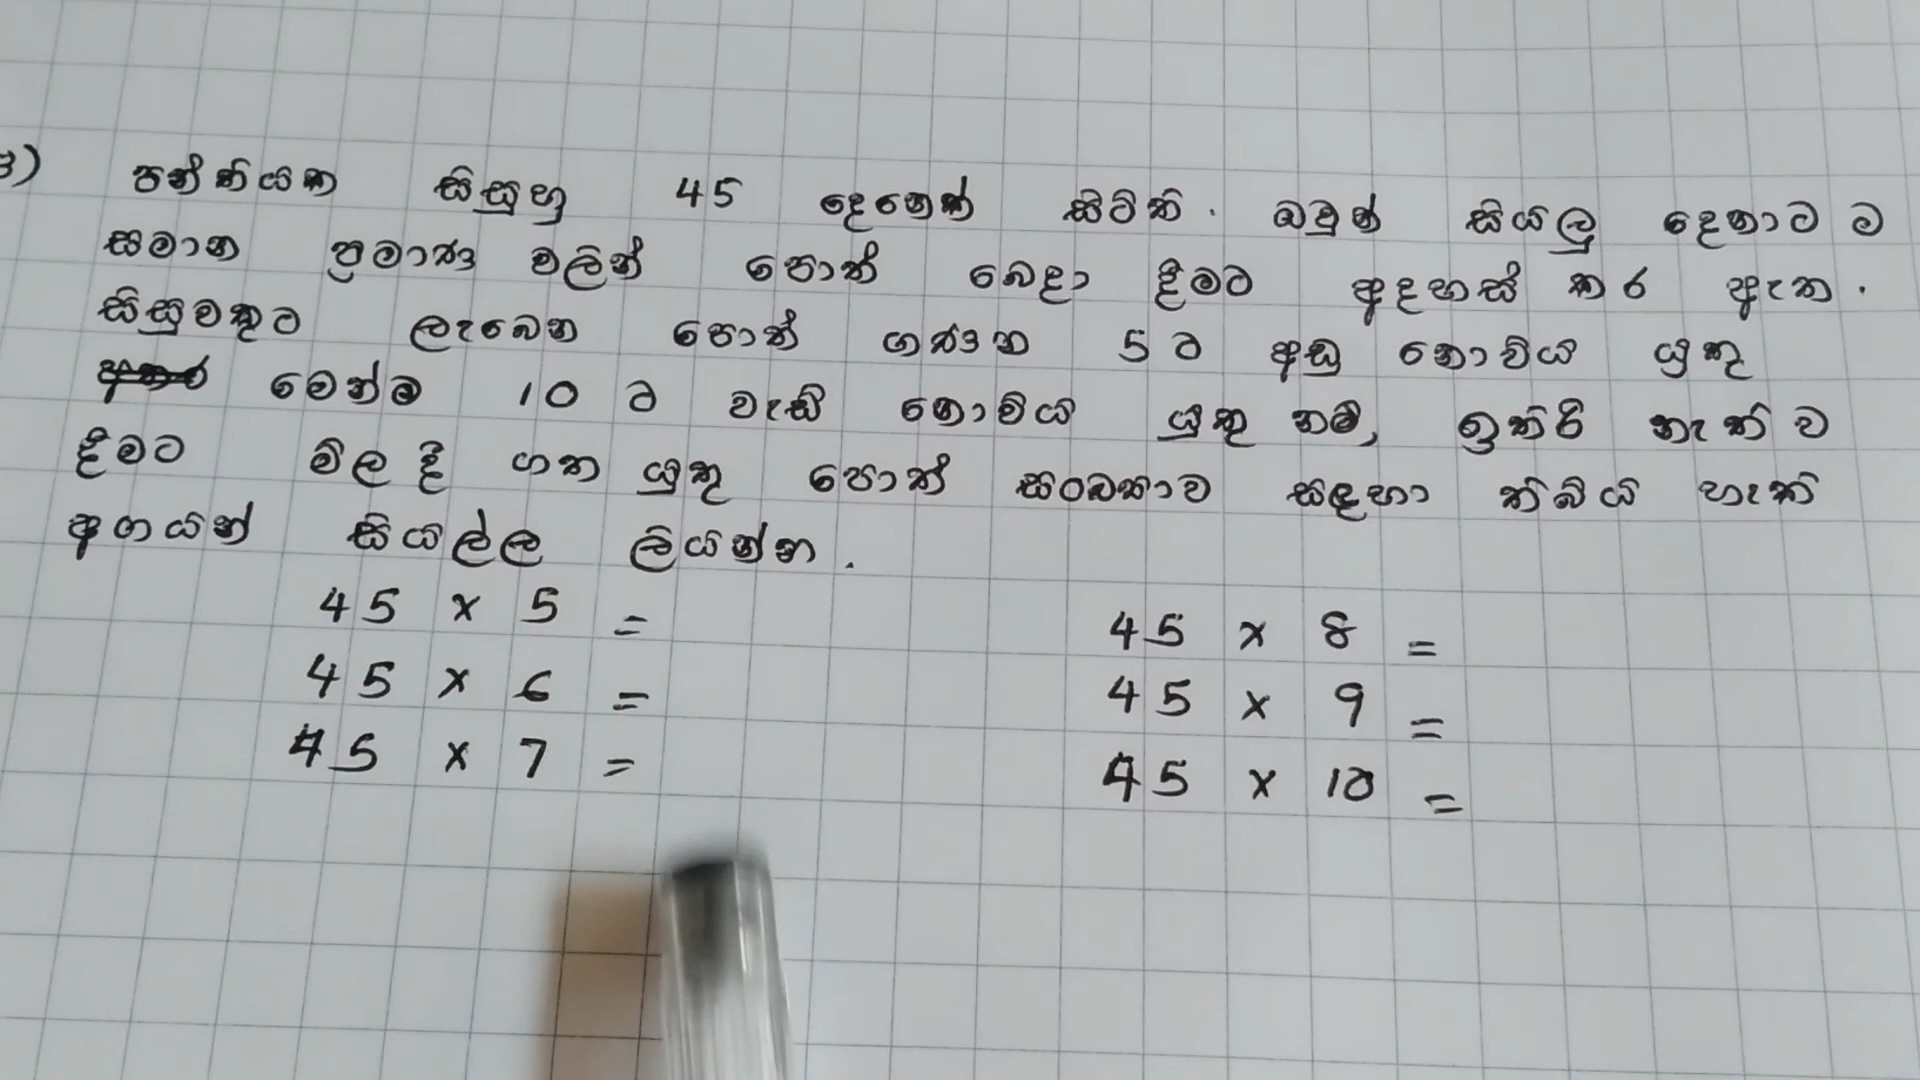 3) පන්තියක සිසුහු 45 දෙනෙක් සිටිති. ඔවුන් සියලු දෙනාට ම
සමාන ප්‍රමාණ වලින් පොත් බෙදා දීමට අදහස් කර ඇත.
සිසුවකුට ලැබෙන පොත් ගණන 5 ට අඩු නොවිය යුතු
මෙන්ම 10 ට වැඩි නොවිය යුතු නම්, ඉතිරි නැති ව
දීමට මිල දී ගත යුතු පොත් සංඛ්‍යාව සඳහා තිබිය හැකි
අගයන් සියල්ල ලියන්න.
45 x 5 =
45 x 6 =
45 x 7 =
45 x 8 =
45 x 9 =
45 x 10 =